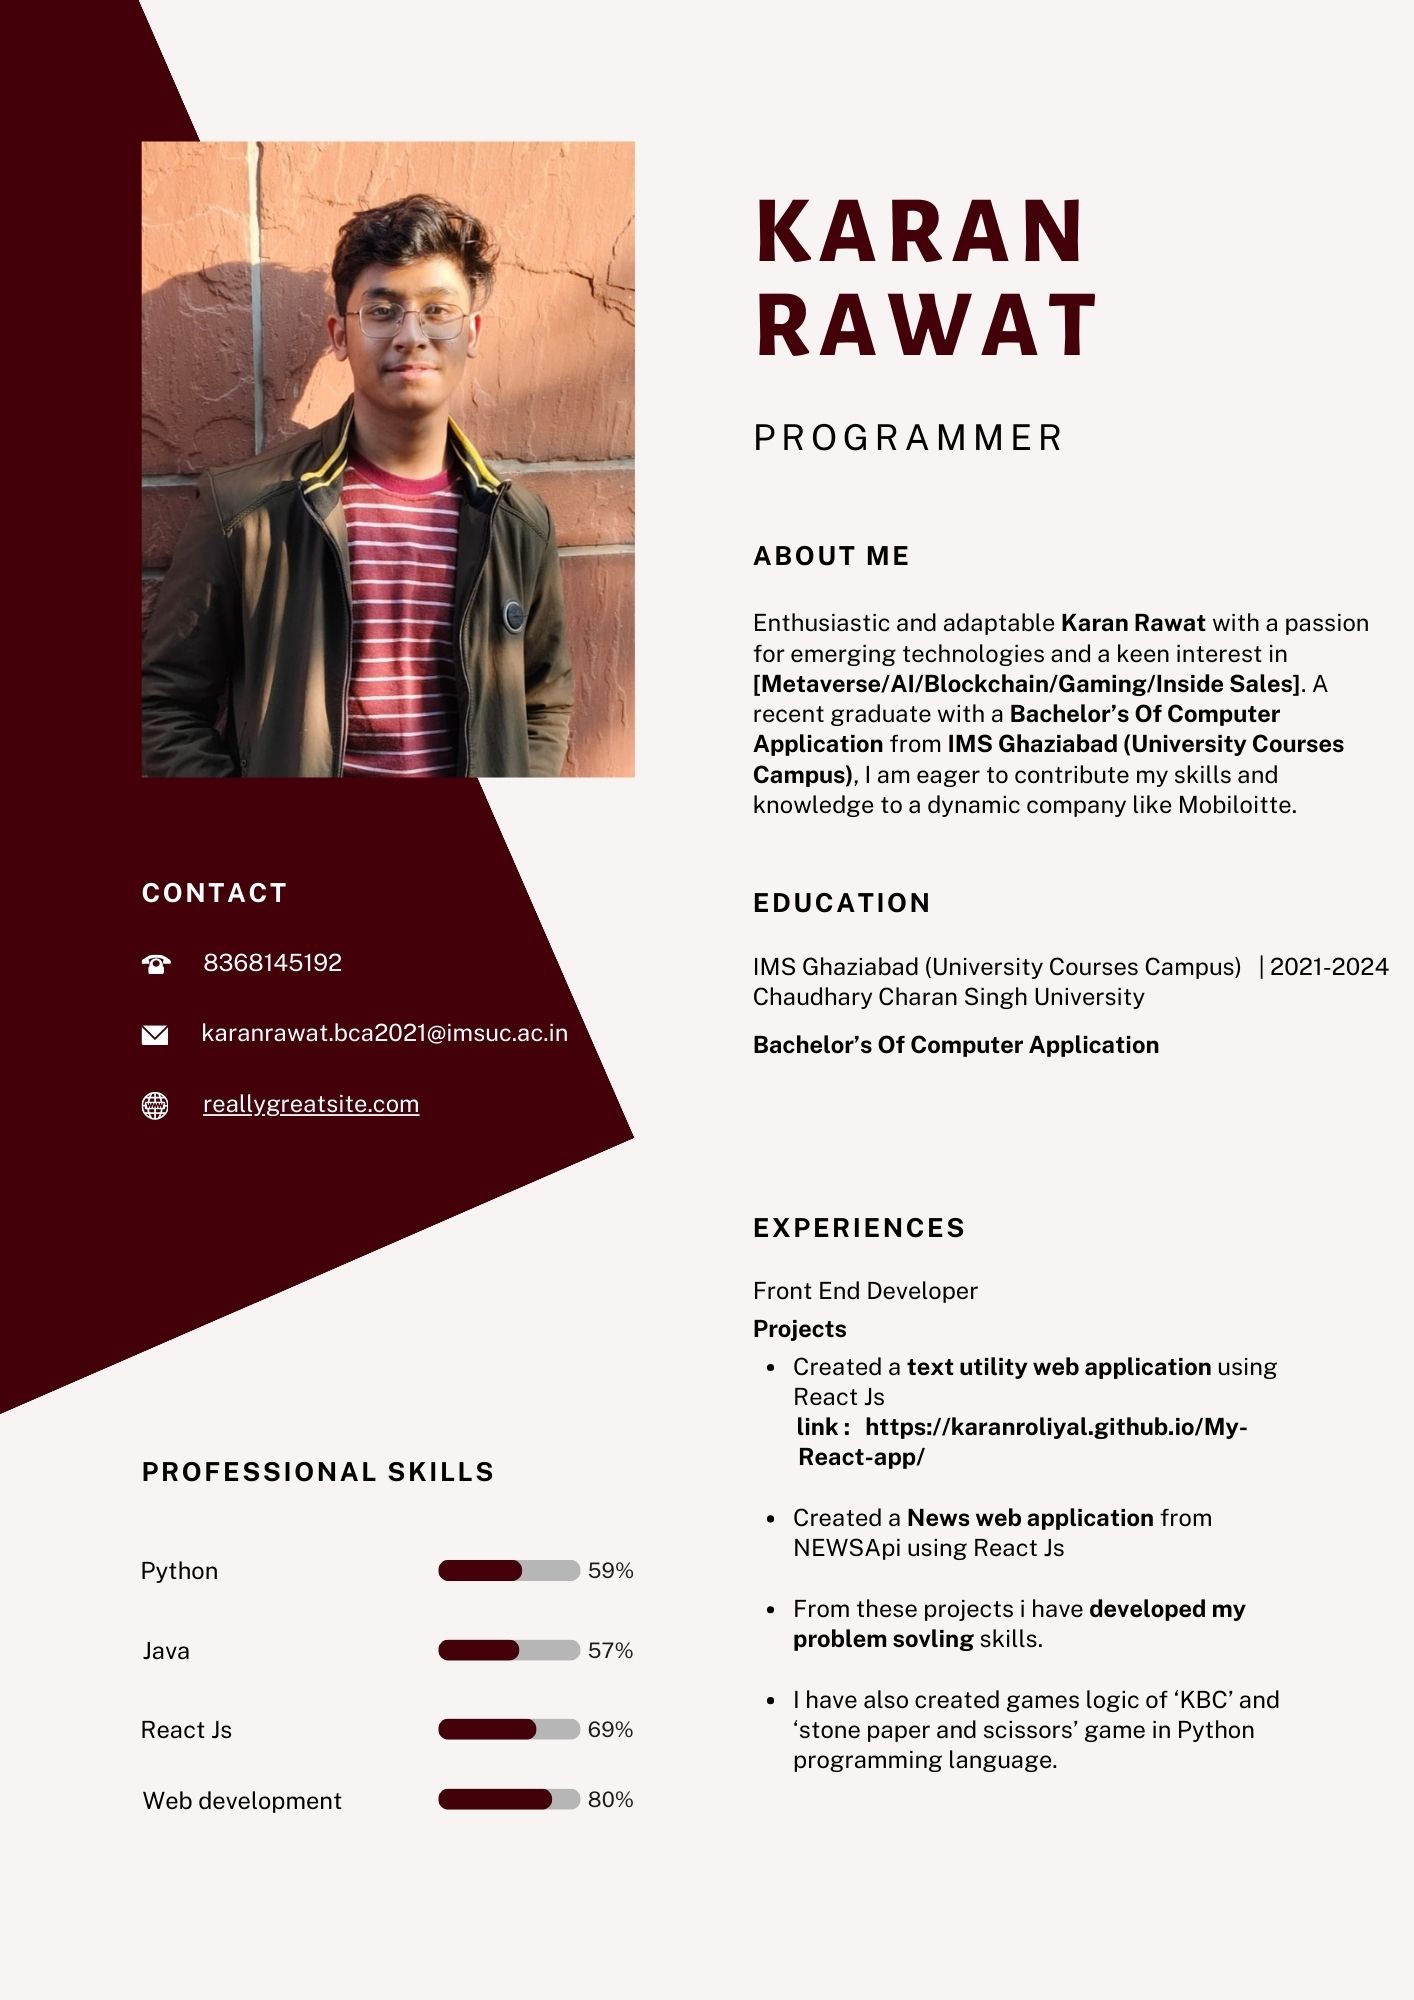 KARAN
RAWAT
PROGRAMMER
ABOUT ME
Enthusiastic and adaptable Karan Rawat with a passion
for emerging technologies and a keen interest in
[Metaverse/AI/Blockchain/Gaming/Inside Sales]. A
recent graduate with a Bachelor’s Of Computer
Application from IMS Ghaziabad (University Courses
Campus), I am eager to contribute my skills and
knowledge to a dynamic company like Mobiloitte.
CONTACT
8368145192
karanrawat.bca2021@imsuc.ac.in
reallygreatsite.com
EDUCATION
IMS Ghaziabad (University Courses Campus) | 2021-2024
Chaudhary Charan Singh University
Bachelor’s Of Computer Application
EXPERIENCES
Front End Developer
Projects
• Created a text utility web application using
React Js
link : https://karanroliyal.github.io/My-
React-app/
• Created a News web application from
NEWSApi using React Js
• From these projects i have developed my
problem sovling skills.
• I have also created games logic of ‘KBC’ and
‘stone paper and scissors’ game in Python
programming language.
PROFESSIONAL SKILLS
Python 59%
Java 57%
React Js 69%
Web development 80%